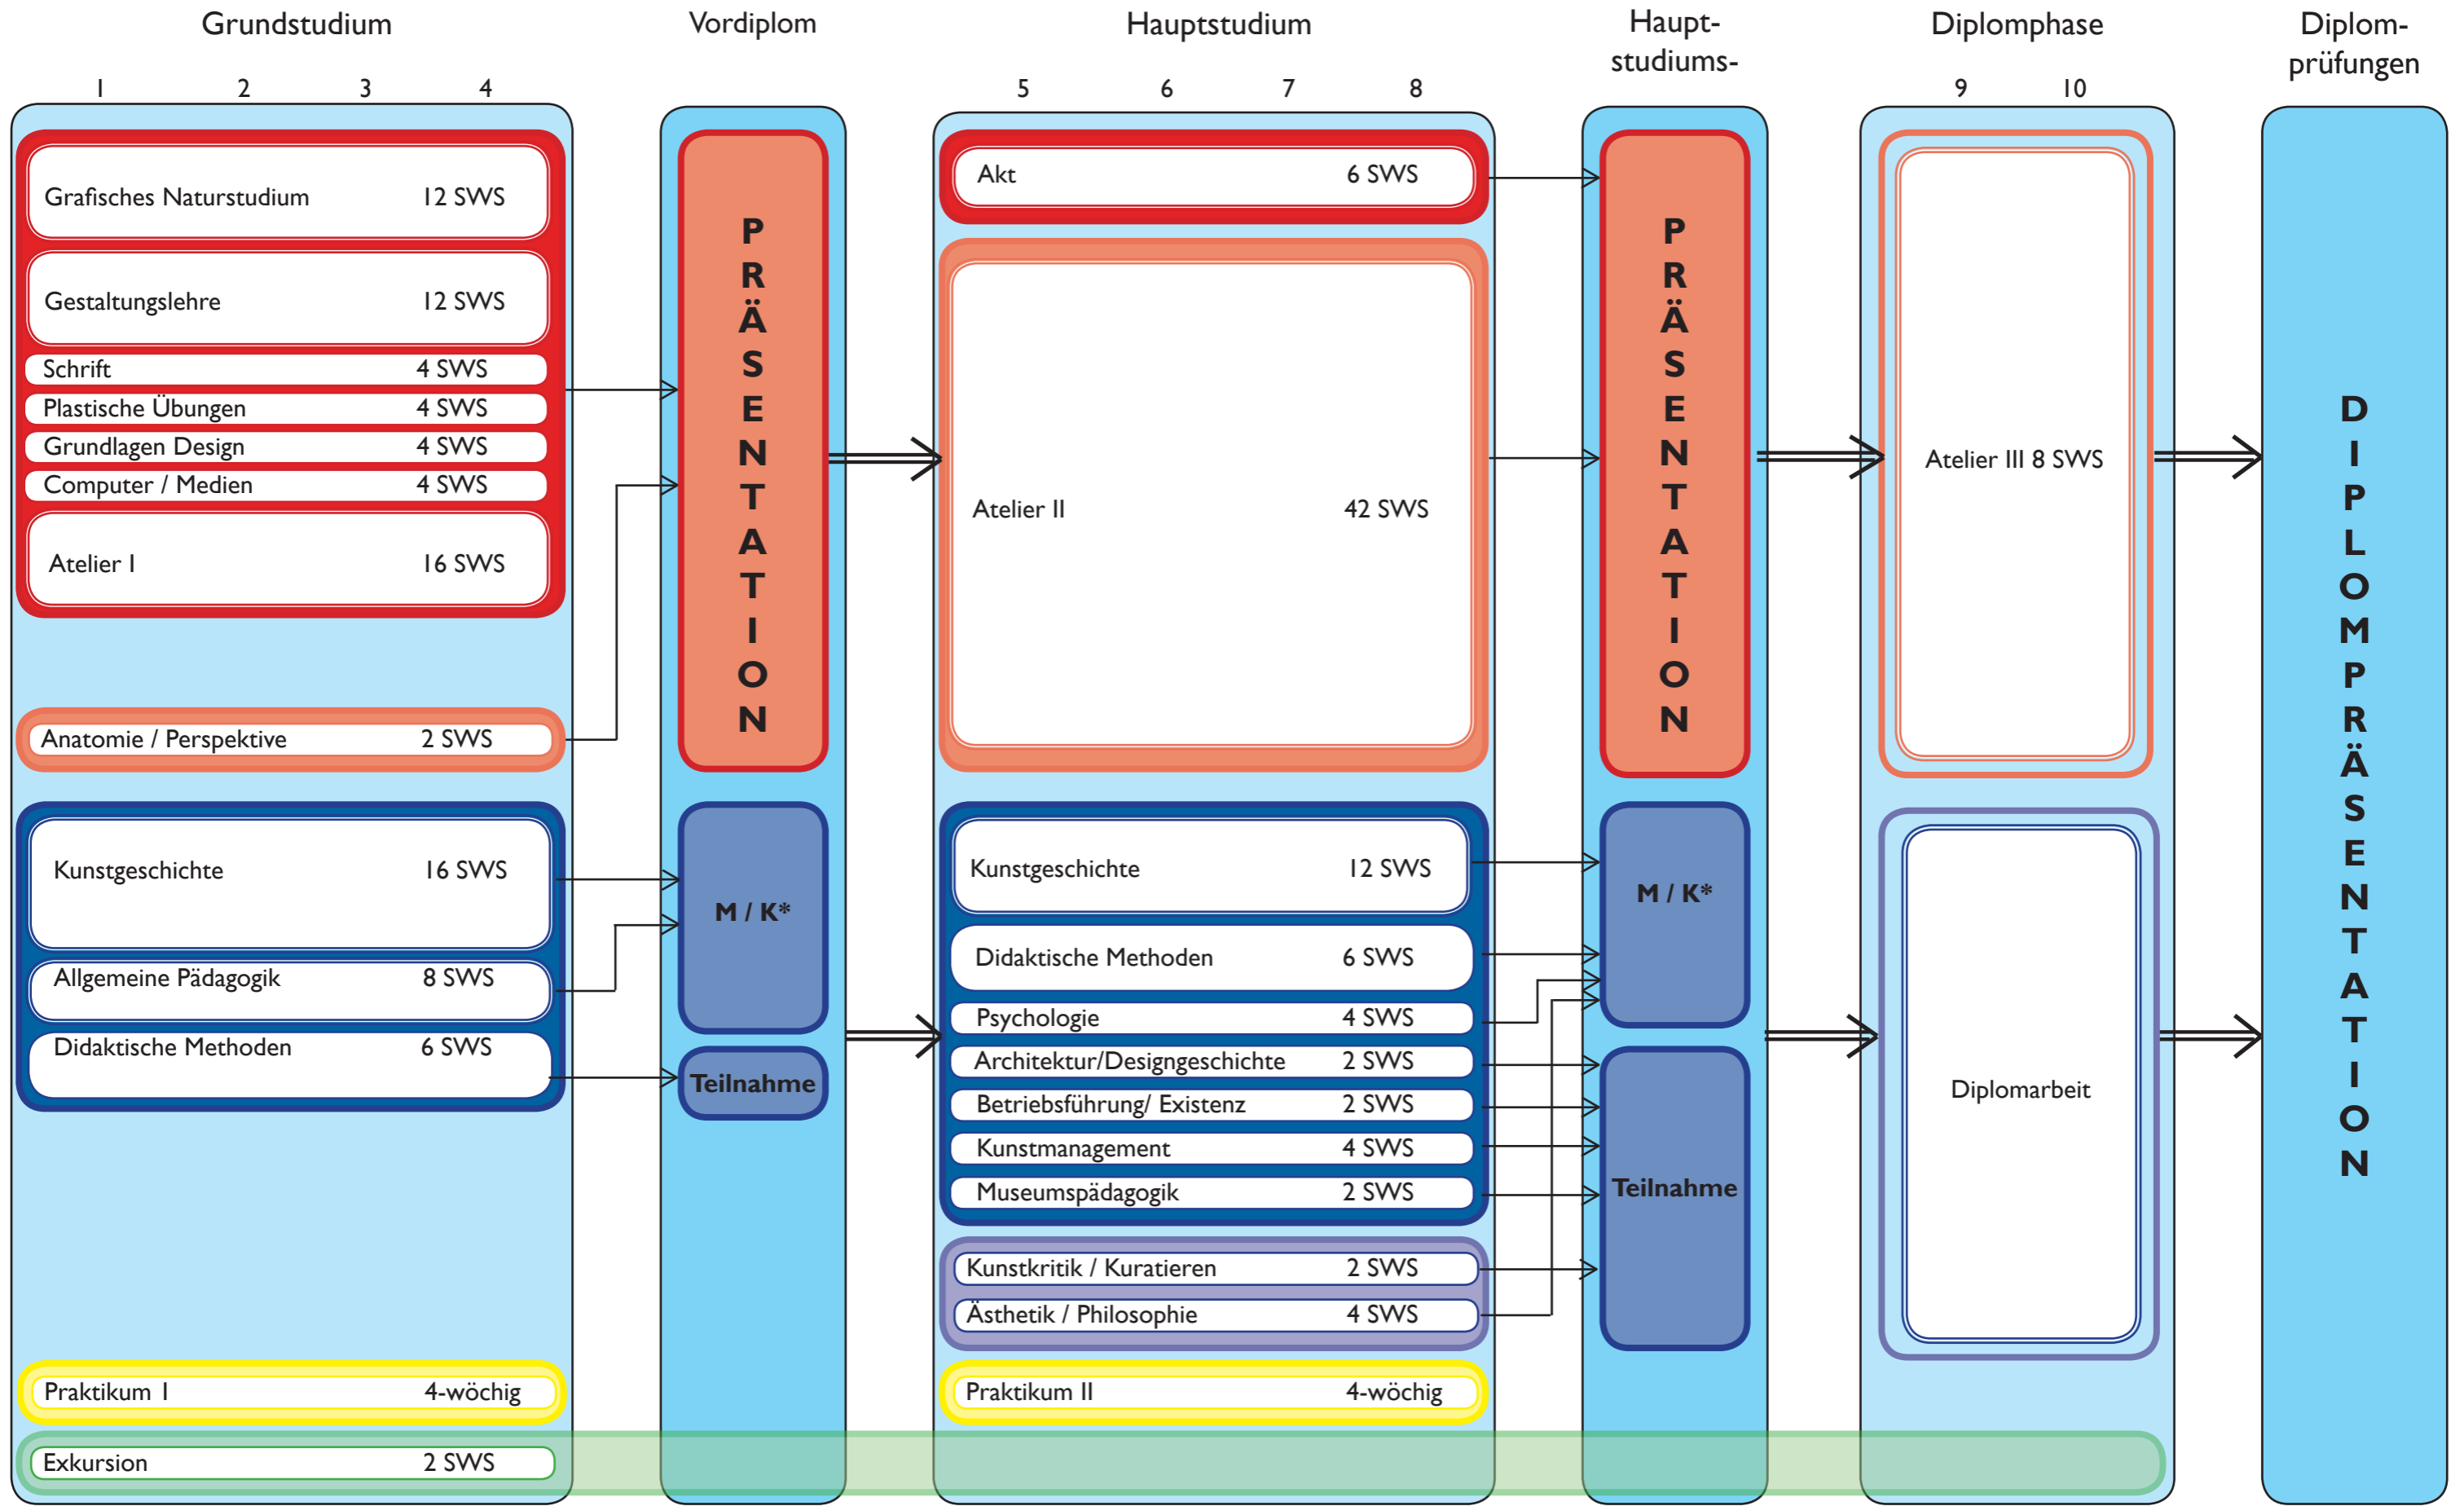 Grundstudium
1 2 3 4
Grafisches Naturstudium 12 SWS
Gestaltungslehre 12 SWS
Schrift 4 SWS
Plastische Übungen 4 SWS
Grundlagen Design 4 SWS
Computer / Medien 4 SWS
Atelier I 16 SWS
Anatomie / Perspektive 2 SWS
Kunstgeschichte 16 SWS
Allgemeine Pädagogik 8 SWS
Didaktische Methoden 6 SWS
Praktikum 1 4-wöchig
Exkursion 2 SWS
Vordiplom
PRÄSENTATION
M / K*
Teilnahme
Hauptstudium
5 6 7 8
Akt 6 SWS
Atelier II 42 SWS
Kunstgeschichte 12 SWS
Didaktische Methoden 6 SWS
Psychologie 4 SWS
Architektur/Designgeschichte 2 SWS
Betriebsführung/ Existenz 2 SWS
Kunstmanagement 4 SWS
Museumspädagogik 2 SWS
Kunstkritik / Kuratieren 2 SWS
Ästhetik / Philosophie 4 SWS
Praktikum II 4-wöchig
Haupt-
studiums-
PRÄSENTATION
M / K*
Teilnahme
Diplomphase
9 10
Atelier III 8 SWS
Diplomarbeit
Diplom-
prüfungen
DIPLOMPRÄSENTATION